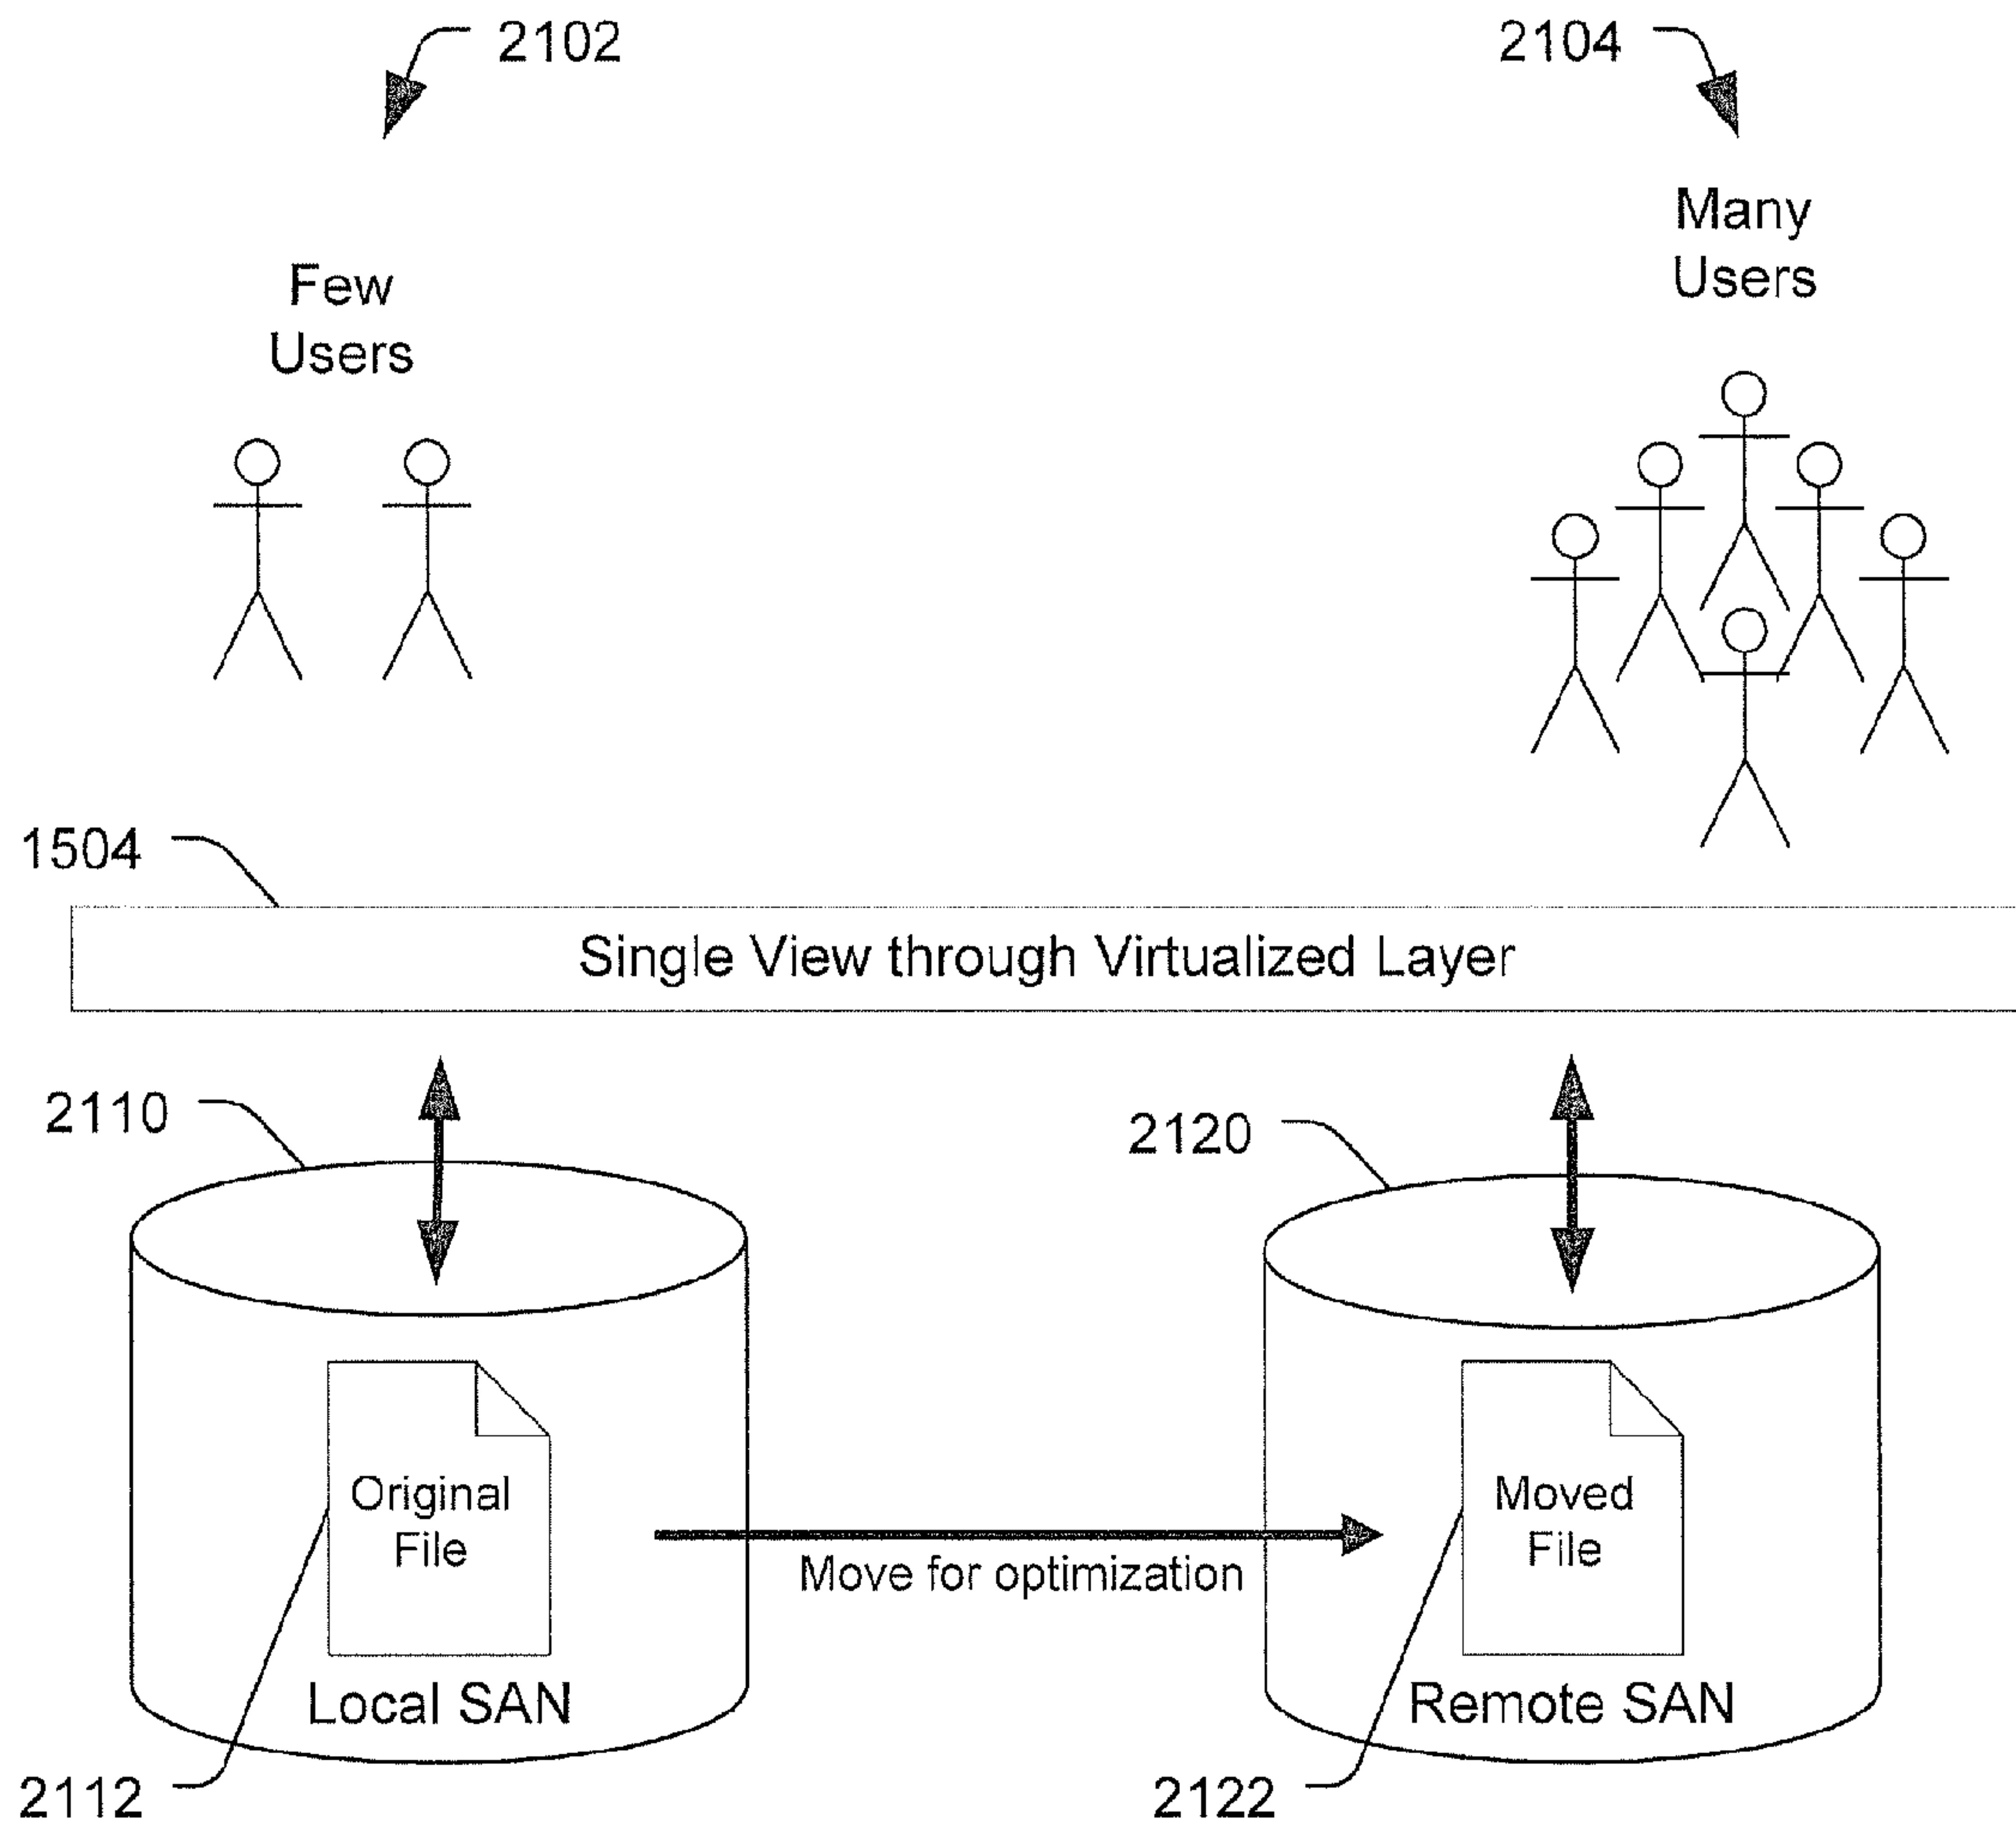 2102
2104
Few
Users
Many
Users
1504
Single View through Virtualized Layer
2110
2120
Original
File
Moved
File
Move for optimization
Local SAN
Remote SAN
2112
2122